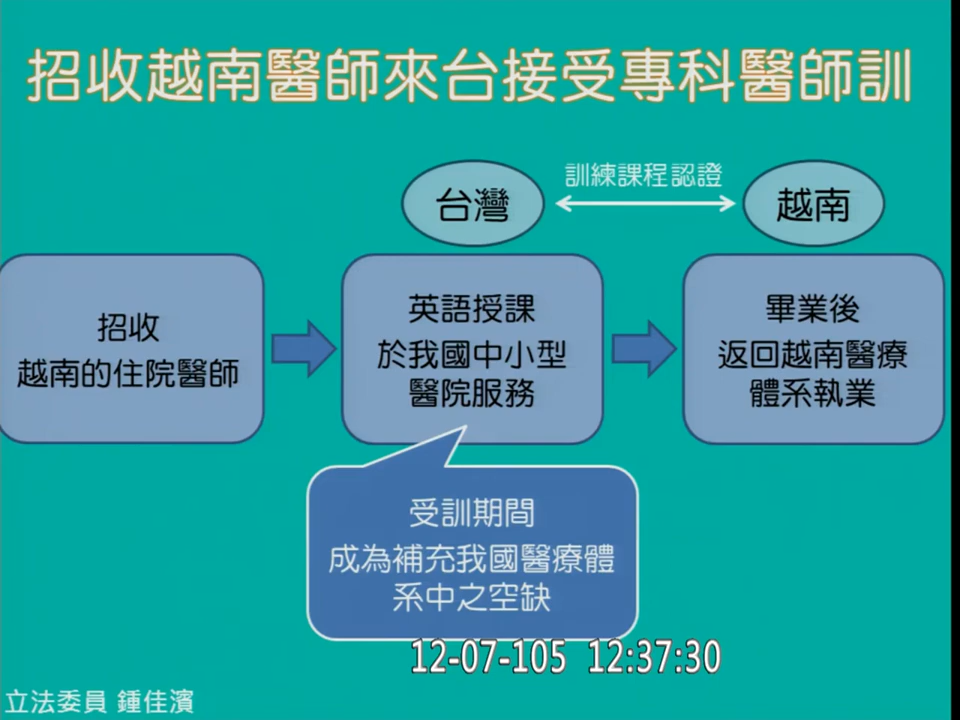 招收越南醫師來台接受專科醫師訓
台灣
訓練課程認證
越南
招收
越南的住院醫師
英語授課
於我國中小型
醫院服務
畢業後
返回越南醫療
體系執業
受訓期間
成為補充我國醫療體
系中之空缺
12-07-105 12:37:30
立法委員 鍾佳濱